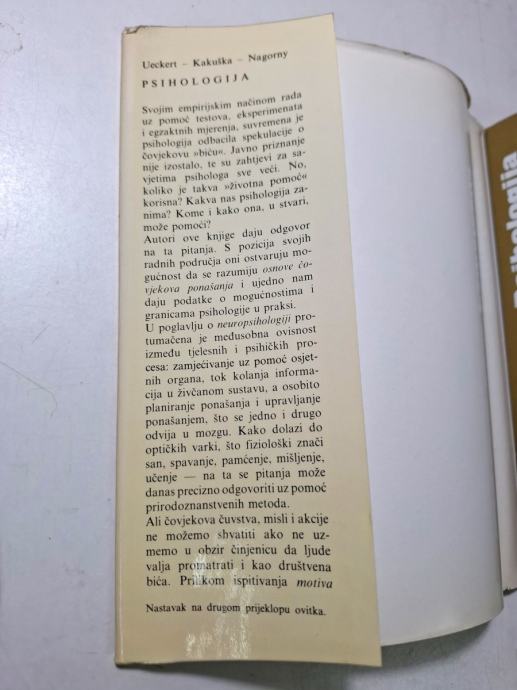 Ueckert – Kakuška – Nagorny
PSIHOLOGIJA
Svojim empirijskim načinom rada
uz pomoć testova, eksperimenata
i egzaktnih mjerenja, suvremena je
psihologija odbacila spekulacije o
čovjekovu »biću«. Javno priznanje
nije izostalo, te su zahtjevi za sa-
vjetima psihologa sve veći. No,
koliko je takva »životna pomoć«
korisna? Kakva nas psihologija za-
nima? Kome i kako ona, u stvari,
može pomoći?
Autori ove knjige daju odgovor
na ta pitanja. S pozicija svojih
radnih područja oni ostvaruju mo-
gućnost da se razumiju osnove čo-
vjekova ponašanja i ujedno nam
daju podatke o mogućnostima i
granicama psihologije u praksi.
U poglavlju o neuropsihologiji pro-
tumačena je međusobna ovisnost
između tjelesnih i psihičkih pro-
cesa: zamjećivanje uz pomoć osjet-
nih organa, tok kolanja informa-
cija u živčanom sustavu, a osobito
planiranje ponašanja i upravljanje
ponašanjem, što se jedno i drugo
odvija u mozgu. Kako dolazi do
optičkih varki, što fiziološki znači
san, spavanje, pamćenje, mišljenje,
učenje — na ta se pitanja može
danas precizno odgovoriti uz pomoć
prirodoznanstvenih metoda.
Ali čovjekova čuvstva, misli i akcije
ne možemo shvatiti ako ne uz-
memo u obzir činjenicu da ljude
valja promatrati i kao društvena
bića. Prilikom ispitivanja motiva
Nastavak na drugom prijeklopu ovitka.
Psihologija